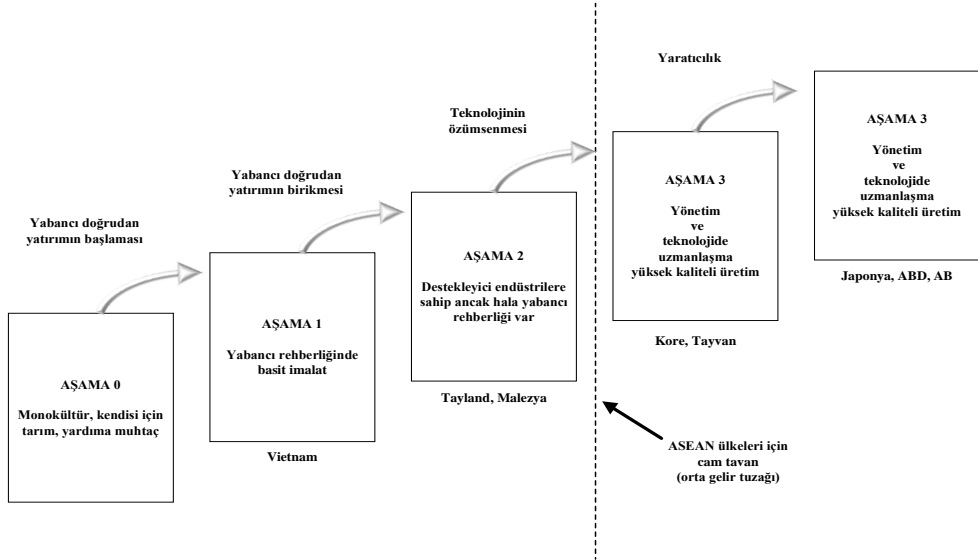 Yabancı doğrudan
yatırımın başlaması
AŞAMA 0
Monokültür, kendisi için
tarım, yardıma muhtaç
Yabancı doğrudan
yatırımın birikmesi
AŞAMA 1
Yabancı rehberliğinde
basit imalat
Vietnam
Teknolojinin
özümsenmesi
AŞAMA 2
Destekleyici endüstrilere
sahip ancak hala yabancı
rehberliği var
Tayland, Malezya
Yaratıcılık
AŞAMA 3
Yönetim
ve
teknolojide
uzmanlaşma
yüksek kaliteli üretim
Kore, Tayvan
AŞAMA 3
Yönetim
ve
teknolojide
uzmanlaşma
yüksek kaliteli üretim
Japonya, ABD, AB
ASEAN ülkeleri için
cam tavan
(orta gelir tuzağı)